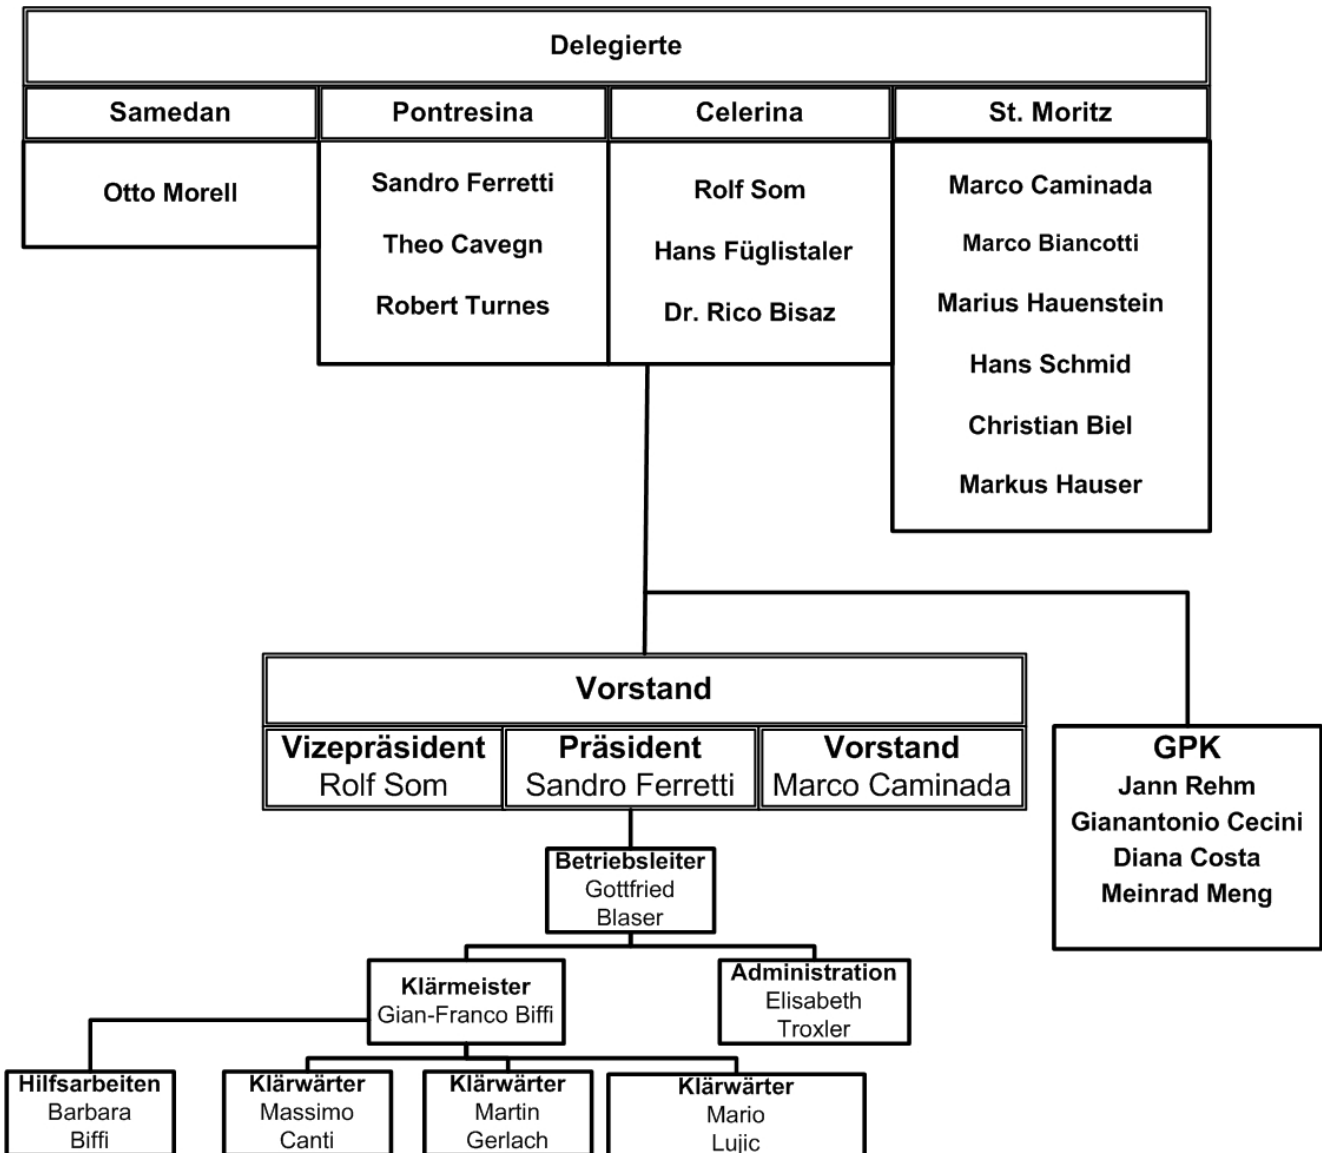 Delegierte
Samedan
Pontresina
Celerina
St. Moritz
Otto Morell
Sandro Ferretti
Theo Cavegn
Robert Turnes
Rolf Som
Hans Füglistaler
Dr. Rico Bisaz
Marco Caminada
Marco Biancotti
Marius Hauenstein
Hans Schmid
Christian Biel
Markus Hauser
Vorstand
Vizepräsident
Rolf Som
Präsident
Sandro Ferretti
Vorstand
Marco Caminada
GPK
Jann Rehm
Gianantonio Cecini
Diana Costa
Meinrad Meng
Betriebsleiter
Gottfried
Blaser
Klärmeister
Gian-Franco Biffi
Administration
Elisabeth
Troxler
Hilfsarbeiten
Barbara
Biffi
Klärwärter
Massimo
Canti
Klärwärter
Martin
Gerlach
Klärwärter
Mario
Lujic